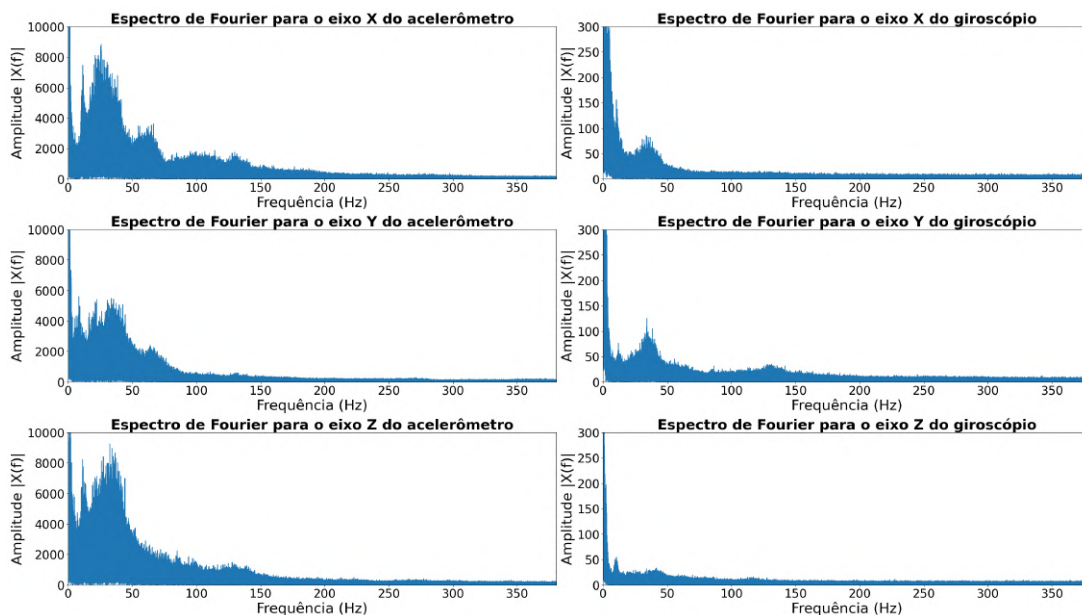 Espectro de Fourier para o eixo X do acelerômetro
Amplitude |X(f)|
10000
8000
6000
4000
2000
0
0 50 100 150 200 250 300 350
Frequência (Hz)
Espectro de Fourier para o eixo X do giroscópio
Amplitude |X(f)|
300
250
200
150
100
50
0
0 50 100 150 200 250 300 350
Frequência (Hz)
Espectro de Fourier para o eixo Y do acelerômetro
Amplitude |X(f)|
10000
8000
6000
4000
2000
0
0 50 100 150 200 250 300 350
Frequência (Hz)
Espectro de Fourier para o eixo Y do giroscópio
Amplitude |X(f)|
300
250
200
150
100
50
0
0 50 100 150 200 250 300 350
Frequência (Hz)
Espectro de Fourier para o eixo Z do acelerômetro
Amplitude |X(f)|
10000
8000
6000
4000
2000
0
0 50 100 150 200 250 300 350
Frequência (Hz)
Espectro de Fourier para o eixo Z do giroscópio
Amplitude |X(f)|
300
250
200
150
100
50
0
0 50 100 150 200 250 300 350
Frequência (Hz)